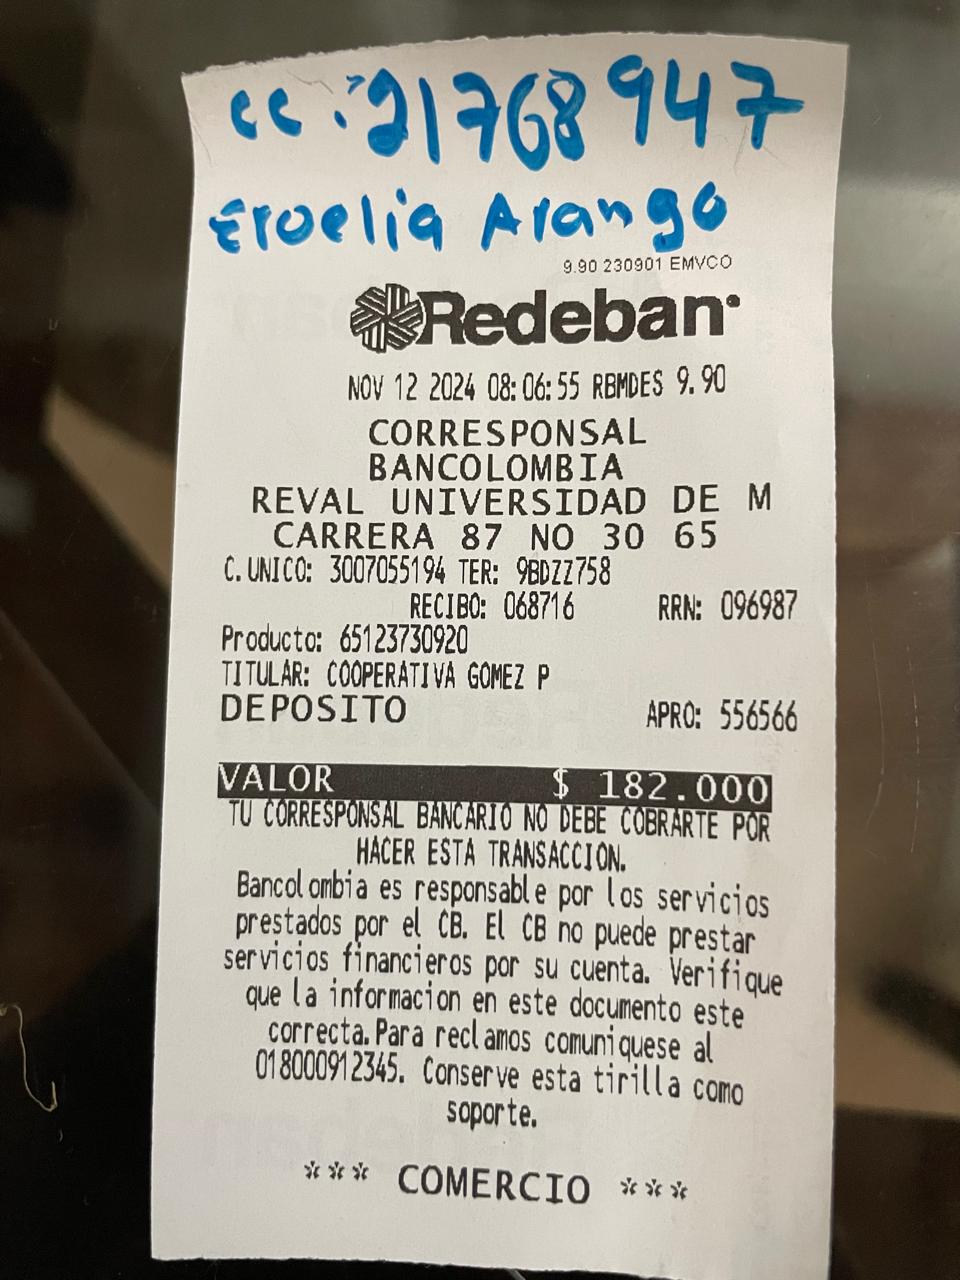 cc: 21768947
Eroelia Arango
9.90 230901 EMVCO
Redeban
NOV 12 2024 08:06:55 RBMDES 9.90
CORRESPONSAL
BANCOLOMBIA
REVAL UNIVERSIDAD DE M
CARRERA 87 NO 30 65
C. UNICO: 3007055194 TER: 9BDZZ758
RECIBO: 068716 RRN: 096987
Producto: 65123730920
TITULAR: COOPERATIVA GOMEZ P
DEPOSITO APRO: 556566
VALOR $ 182.000
TU CORRESPONSAL BANCARIO NO DEBE COBRARTE POR
HACER ESTA TRANSACCION.
Bancolombia es responsable por los servicios
prestados por el CB. El CB no puede prestar
servicios financieros por su cuenta. Verifique
que la informacion en este documento este
correcta. Para reclamos comuniquese al
018000912345. Conserve esta tirilla como
soporte.
*** COMERCIO ***